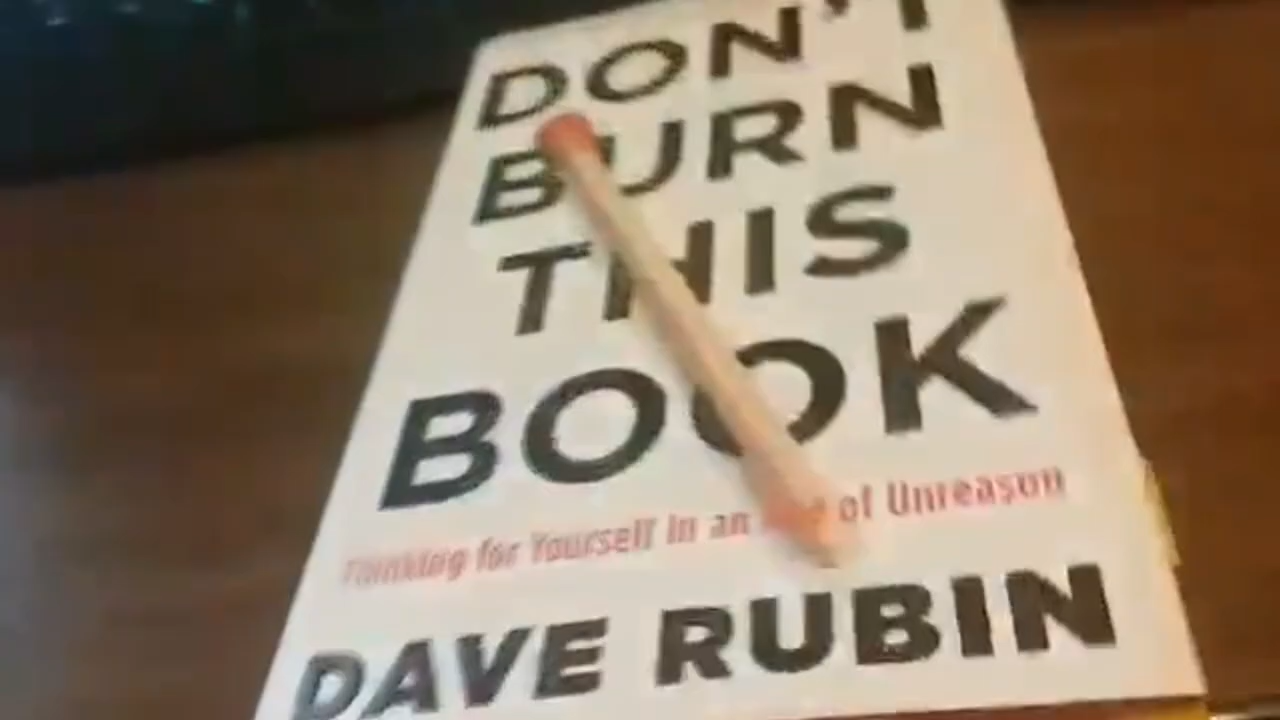 DON'T
BURN
THIS
BOOK
Thinking for Yourself in an of Unreason
DAVE RUBIN